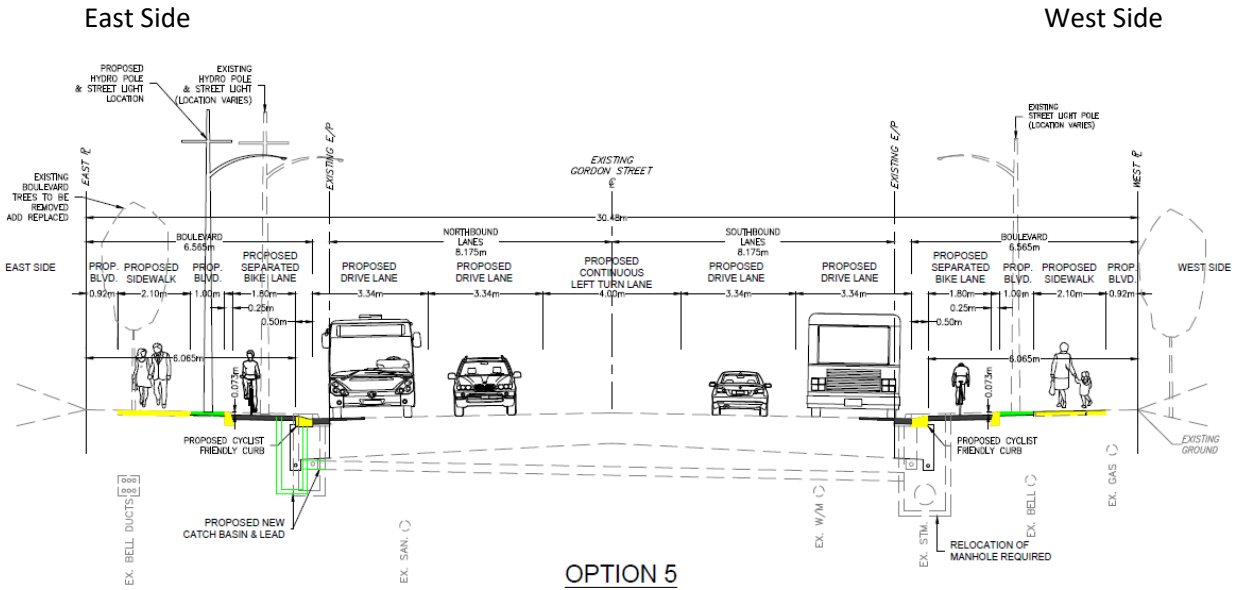 East Side
West Side
PROPOSED
HYDRO POLE
& STREET LIGHT
LOCATION
EXISTING
HYDRO POLE
& STREET LIGHT
(LOCATION VARIES)
EXISTING
STREET LIGHT POLE
(LOCATION VARIES)
EXISTING
BOULEVARD
TREES TO BE
REMOVED
ADD REPLACED
EAST ℞
EXISTING E/P
EXISTING
GORDON STREET
℄
EXISTING E/P
WEST ℞
30.48m
BOULEVARD
6.565m
NORTHBOUND
LANES
8.175m
SOUTHBOUND
LANES
8.175m
BOULEVARD
6.565m
EAST SIDE
PROP.
BLVD.
0.92m
PROPOSED
SIDEWALK
2.10m
PROP.
BLVD.
1.00m
PROPOSED
SEPARATED
BIKE LANE
1.80m
0.25m
0.50m
PROPOSED
DRIVE LANE
3.34m
PROPOSED
DRIVE LANE
3.34m
PROPOSED
CONTINUOUS
LEFT TURN LANE
4.00m
PROPOSED
DRIVE LANE
3.34m
PROPOSED
DRIVE LANE
3.34m
PROPOSED
SEPARATED
BIKE LANE
1.80m
0.25m
0.50m
PROP.
BLVD.
1.00m
PROPOSED
SIDEWALK
2.10m
PROP.
BLVD.
0.92m
WEST SIDE
6.065m
0.073m
6.065m
0.073m
PROPOSED CYCLIST
FRIENDLY CURB
PROPOSED CYCLIST
FRIENDLY CURB
EXISTING
GROUND
EX. BELL DUCTS
PROPOSED NEW
CATCH BASIN & LEAD
EX. SAN.
EX. W/M
EX. STM.
EX. BELL
EX. GAS
RELOCATION OF
MANHOLE REQUIRED
OPTION 5